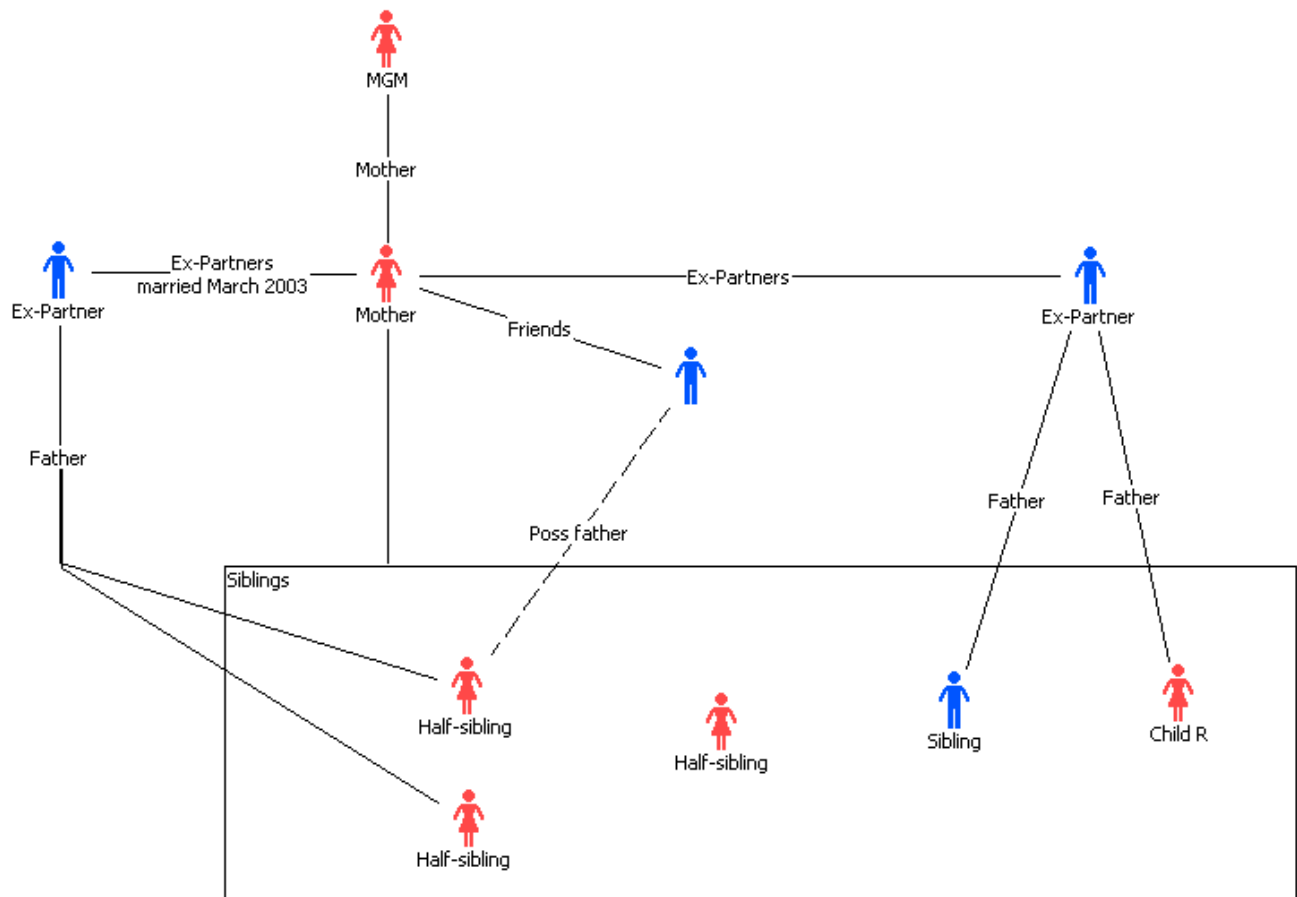 MGM
Mother
Ex-Partners
married March 2003
Ex-Partner
Mother
Ex-Partners
Ex-Partner
Friends
Father
Poss father
Father
Father
Siblings
Half-sibling
Half-sibling
Sibling
Child R
Half-sibling